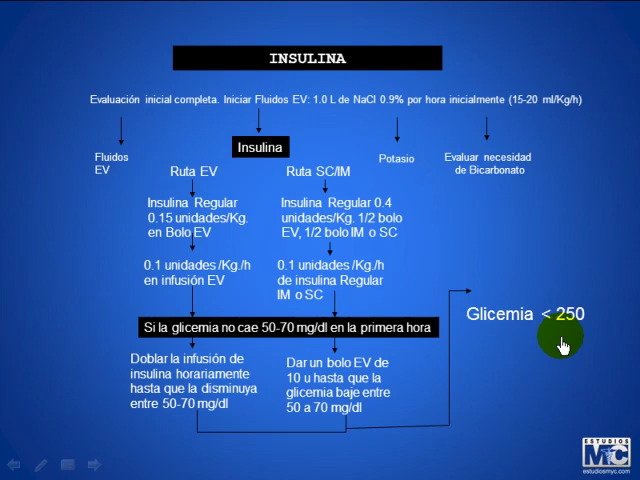 INSULINA
Evaluación inicial completa. Iniciar Fluidos EV: 1.0 L de NaCl 0.9% por hora inicialmente (15-20 ml/Kg/h)
Fluidos
EV
Insulina
Potasio
Evaluar necesidad
de Bicarbonato
Ruta EV
Insulina Regular
0.15 unidades/Kg.
en Bolo EV
0.1 unidades /Kg./h
en infusión EV
Ruta SC/IM
Insulina Regular 0.4
unidades/Kg. 1/2 bolo
EV, 1/2 bolo IM o SC
0.1 unidades /Kg./h
de insulina Regular
IM o SC
Si la glicemia no cae 50-70 mg/dl en la primera hora
Doblar la infusión de
insulina horariamente
hasta que la disminuya
entre 50-70 mg/dl
Dar un bolo EV de
10 u hasta que la
glicemia baje entre
50 a 70 mg/dl
Glicemia < 250
ESTUDIOS
MyC
estudiosmyc.com